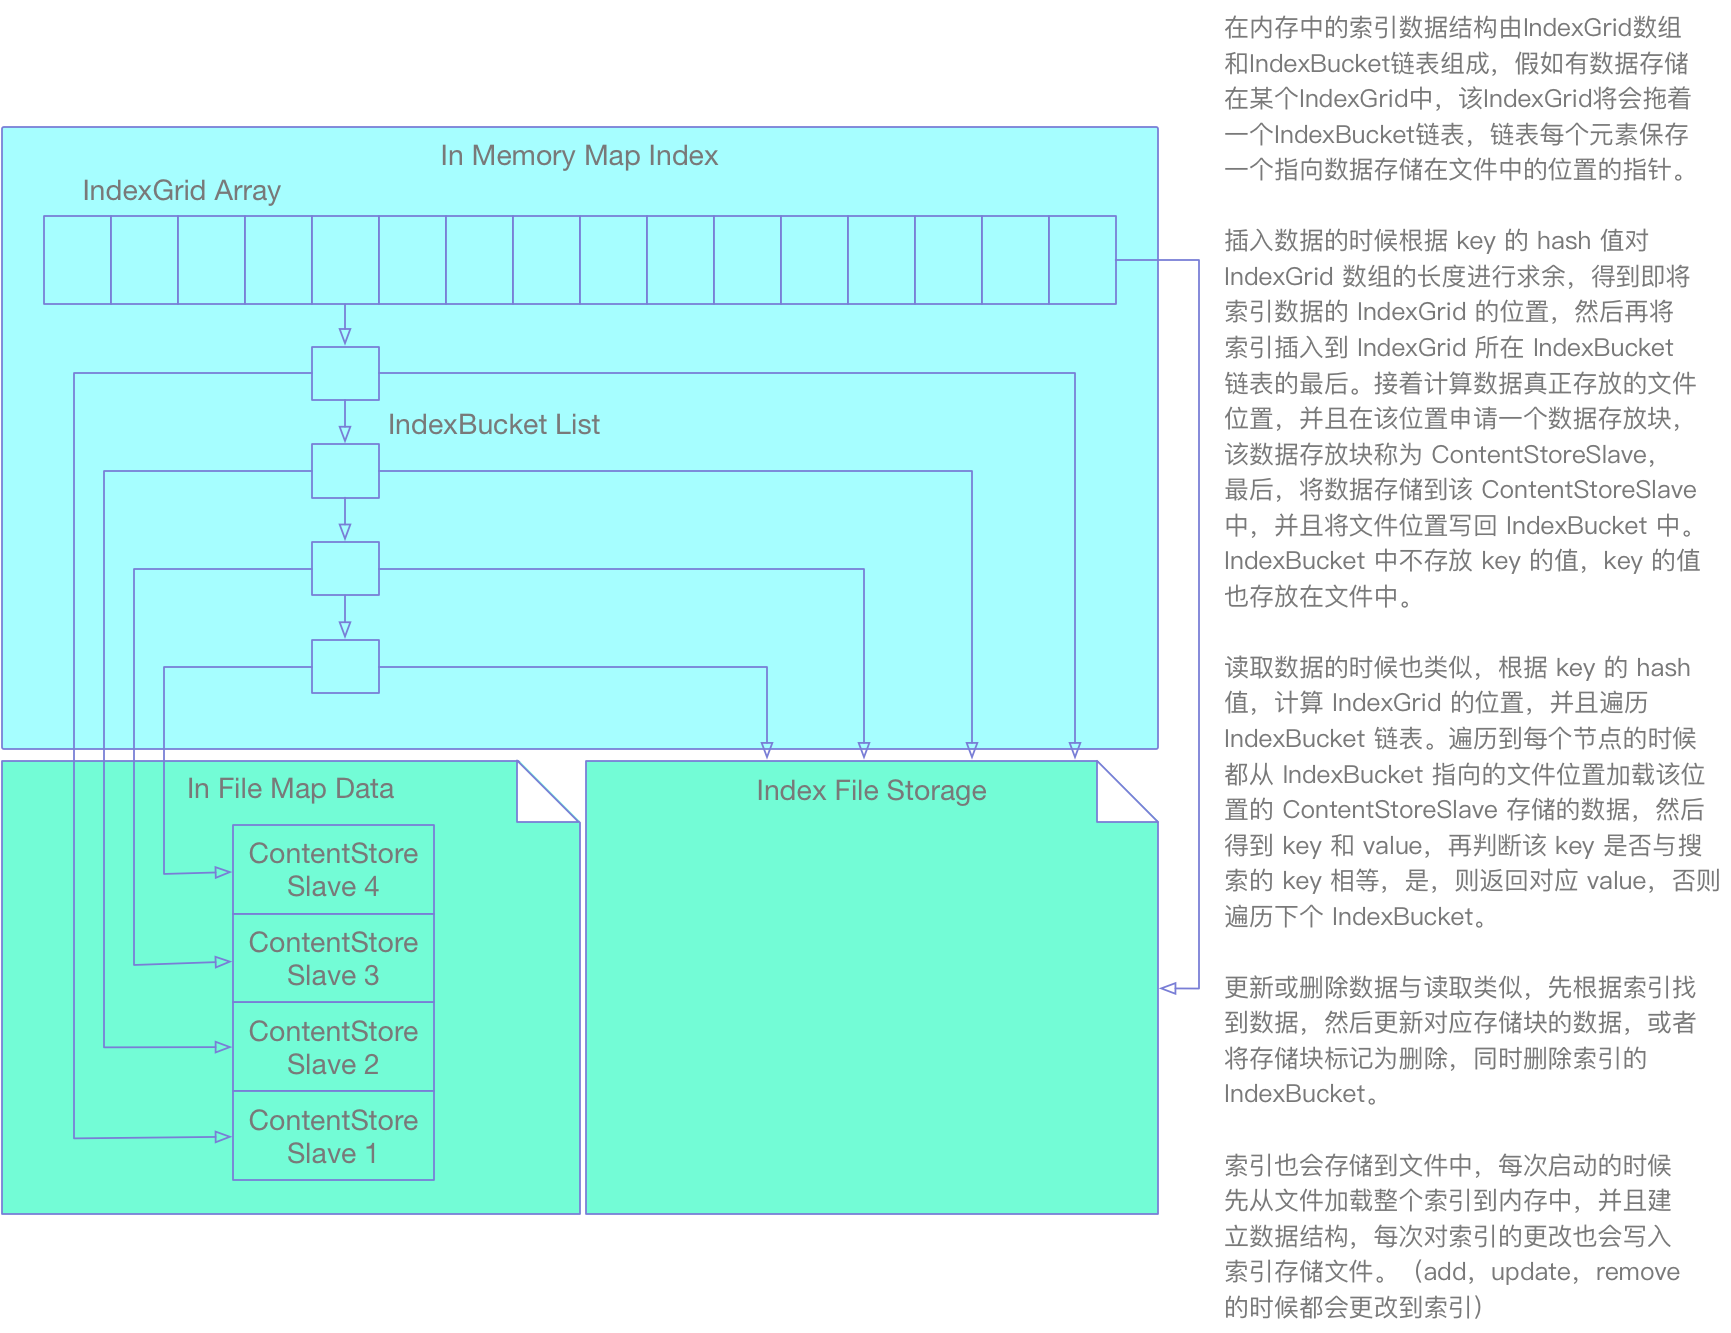 In Memory Map Index
IndexGrid Array
IndexBucket List
In File Map Data
ContentStore
Slave 4
ContentStore
Slave 3
ContentStore
Slave 2
ContentStore
Slave 1
Index File Storage
在内存中的索引数据结构由IndexGrid数组
和IndexBucket链表组成，假如有数据存储
在某个IndexGrid中，该IndexGrid将会拖着
一个IndexBucket链表，链表每个元素保存
一个指向数据存储在文件中的位置的指针。
插入数据的时候根据 key 的 hash 值对
IndexGrid 数组的长度进行求余，得到即将
索引数据的 IndexGrid 的位置，然后再将
索引插入到 IndexGrid 所在 IndexBucket
链表的最后。接着计算数据真正存放的文件
位置，并且在该位置申请一个数据存放块，
该数据存放块称为 ContentStoreSlave，
最后，将数据存储到该 ContentStoreSlave
中，并且将文件位置写回 IndexBucket 中。
IndexBucket 中不存放 key 的值，key 的值
也存放在文件中。
读取数据的时候也类似，根据 key 的 hash
值，计算 IndexGrid 的位置，并且遍历
IndexBucket 链表。遍历到每个节点的时候
都从 IndexBucket 指向的文件位置加载该位
置的 ContentStoreSlave 存储的数据，然后
得到 key 和 value，再判断该 key 是否与搜
索的 key 相等，是，则返回对应 value，否则
遍历下个 IndexBucket。
更新或删除数据与读取类似，先根据索引找
到数据，然后更新对应存储块的数据，或者
将存储块标记为删除，同时删除索引的
IndexBucket。
索引也会存储到文件中，每次启动的时候
先从文件加载整个索引到内存中，并且建
立数据结构，每次对索引的更改也会写入
索引存储文件。（add，update，remove
的时候都会更改到索引）